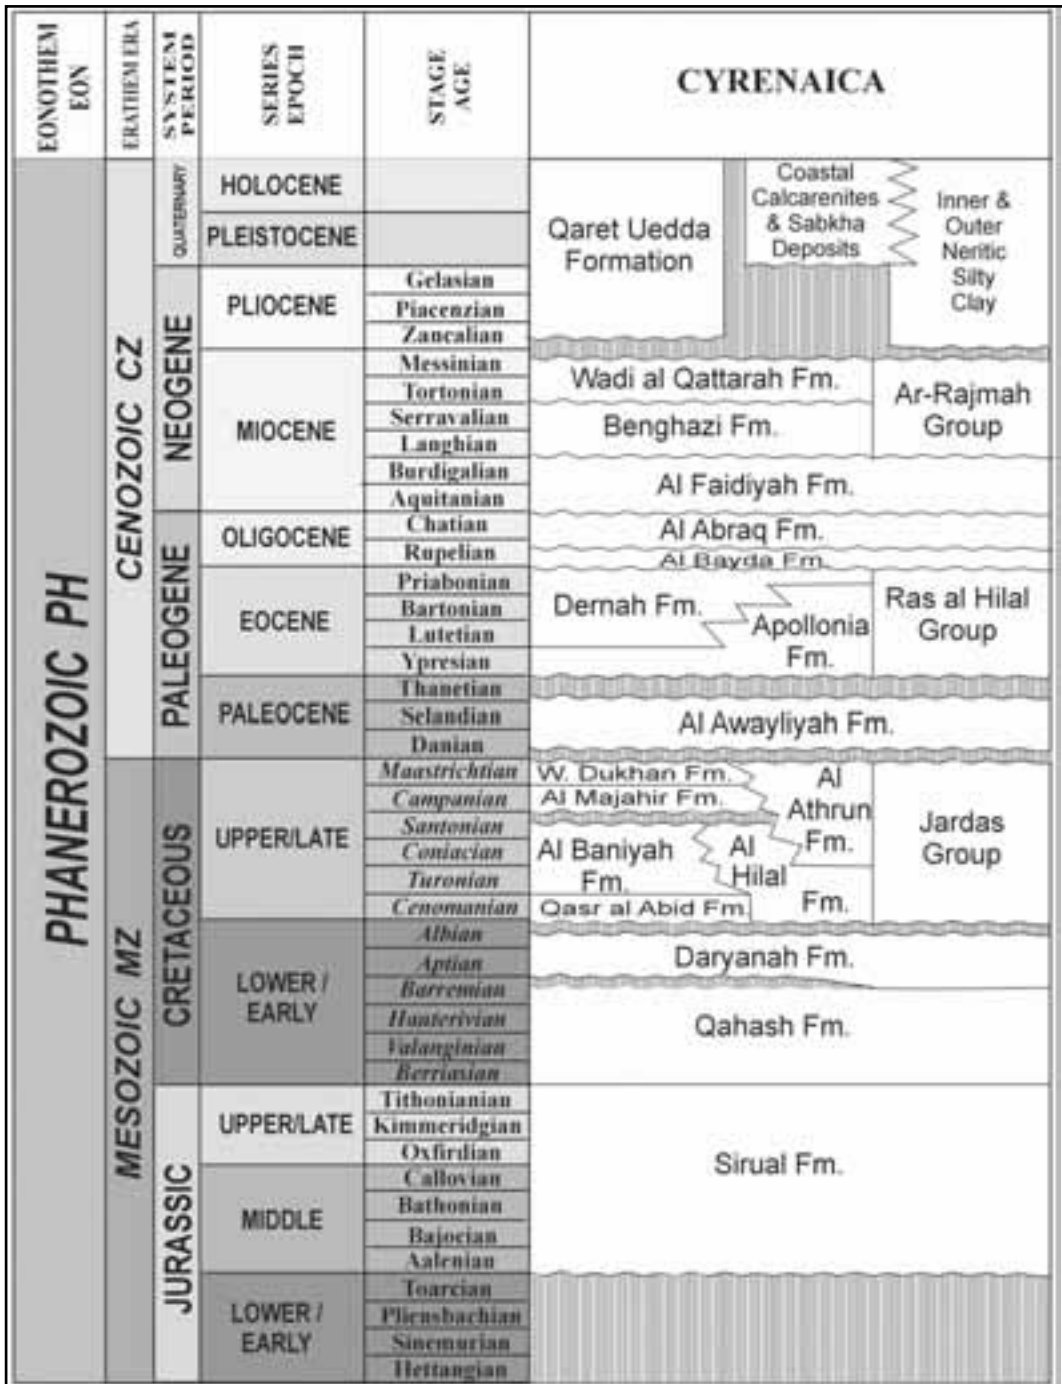 EONOTHEM
EON
ERATHEM ERA
SYSTEM
PERIOD
SERIES
EPOCH
STAGE
AGE
CYRENAICA
PHANEROZOIC PH
CENOZOIC CZ
MESOZOIC MZ
QUATERNARY
NEOGENE
PALEOGENE
CRETACEOUS
JURASSIC
HOLOCENE
PLEISTOCENE
PLIOCENE
MIOCENE
OLIGOCENE
EOCENE
PALEOCENE
UPPER/LATE
LOWER /
EARLY
UPPER/LATE
MIDDLE
LOWER /
EARLY
Gelasian
Piacenzian
Zancalian
Messinian
Tortonian
Serravalian
Langhian
Burdigalian
Aquitanian
Chatian
Rupelian
Priabonian
Bartonian
Lutetian
Ypresian
Thanetian
Selandian
Danian
Maastrichtian
Campanian
Santonian
Coniacian
Turonian
Cenomanian
Albian
Aptian
Barremian
Hauterivian
Valanginian
Berriasian
Tithonianian
Kimmeridgian
Oxfirdian
Callovian
Bathonian
Bajocian
Aalenian
Toarcian
Pliensbachian
Sinemurian
Hettangian
Qaret Uedda
Formation
Coastal
Calcarenites
& Sabkha
Deposits
Inner &
Outer
Neritic
Silty
Clay
Wadi al Qattarah Fm.
Benghazi Fm.
Ar-Rajmah
Group
Al Faidiyah Fm.
Al Abraq Fm.
Al Bayda Fm.
Dernah Fm.
Apollonia
Fm.
Ras al Hilal
Group
Al Awayliyah Fm.
W. Dukhan Fm.
Al Majahir Fm.
Al
Athrun
Fm.
Al Baniyah
Fm.
Al
Hilal
Fm.
Qasr al Abid Fm.
Jardas
Group
Daryanah Fm.
Qahash Fm.
Sirual Fm.